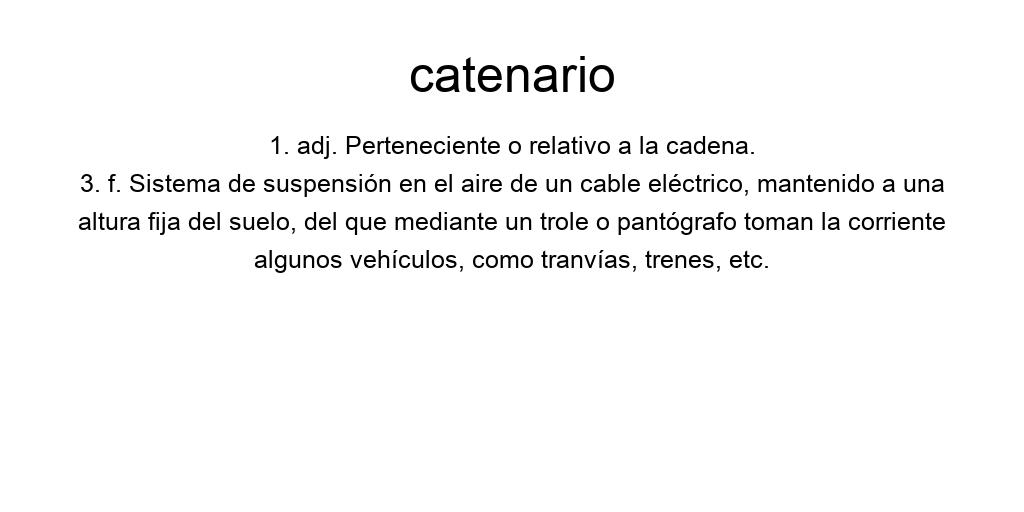 catenario
1. adj. Perteneciente o relativo a la cadena.
3. f. Sistema de suspensión en el aire de un cable eléctrico, mantenido a una
altura fija del suelo, del que mediante un trole o pantógrafo toman la corriente
algunos vehículos, como tranvías, trenes, etc.